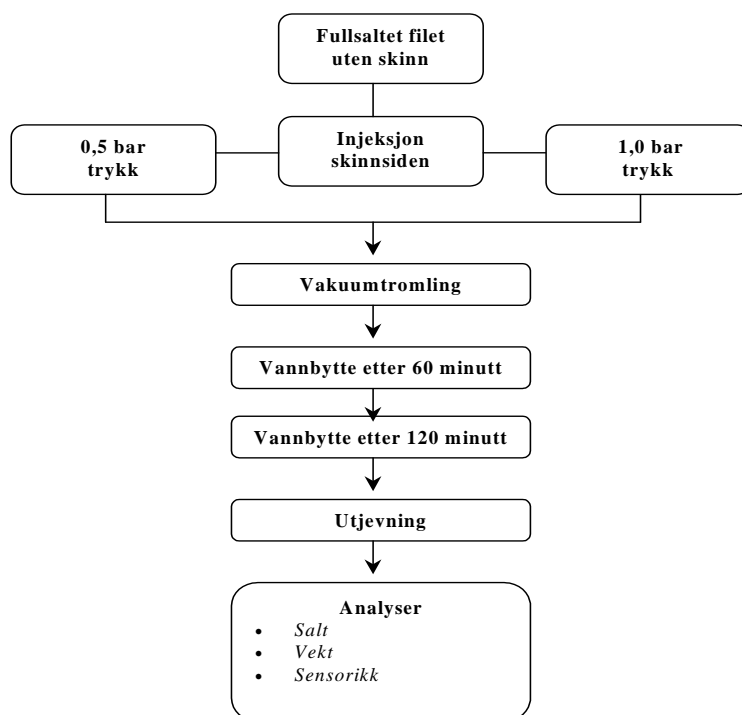 Fullsaltet filet
uten skinn
0,5 bar
trykk
Injeksjon
skinnsiden
1,0 bar
trykk
Vakuumtromling
Vannbytte etter 60 minutt
Vannbytte etter 120 minutt
Utjevning
Analyser
• Salt
• Vekt
• Sensorikk